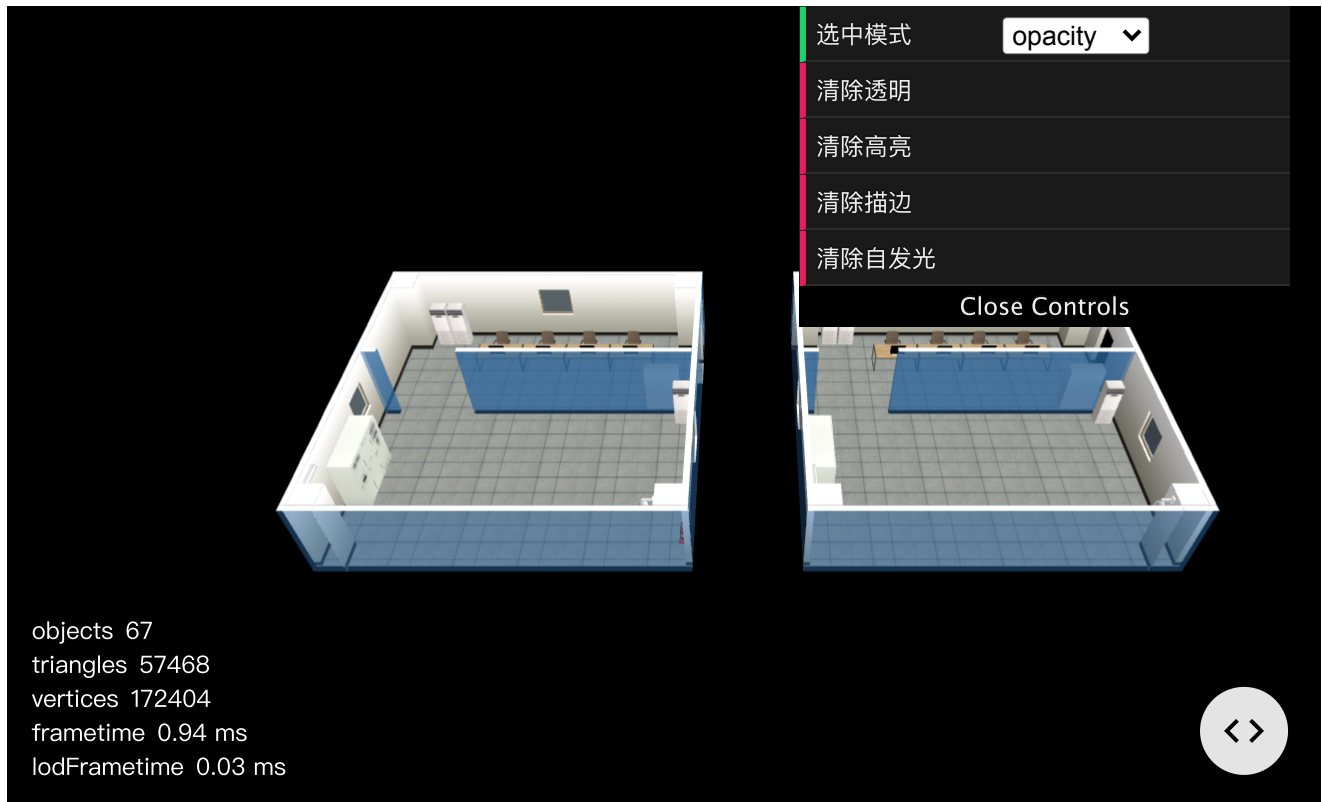 选中模式 opacity
清除透明
清除高亮
清除描边
清除自发光
Close Controls
objects 67
triangles 57468
vertices 172404
frametime 0.94 ms
lodFrametime 0.03 ms